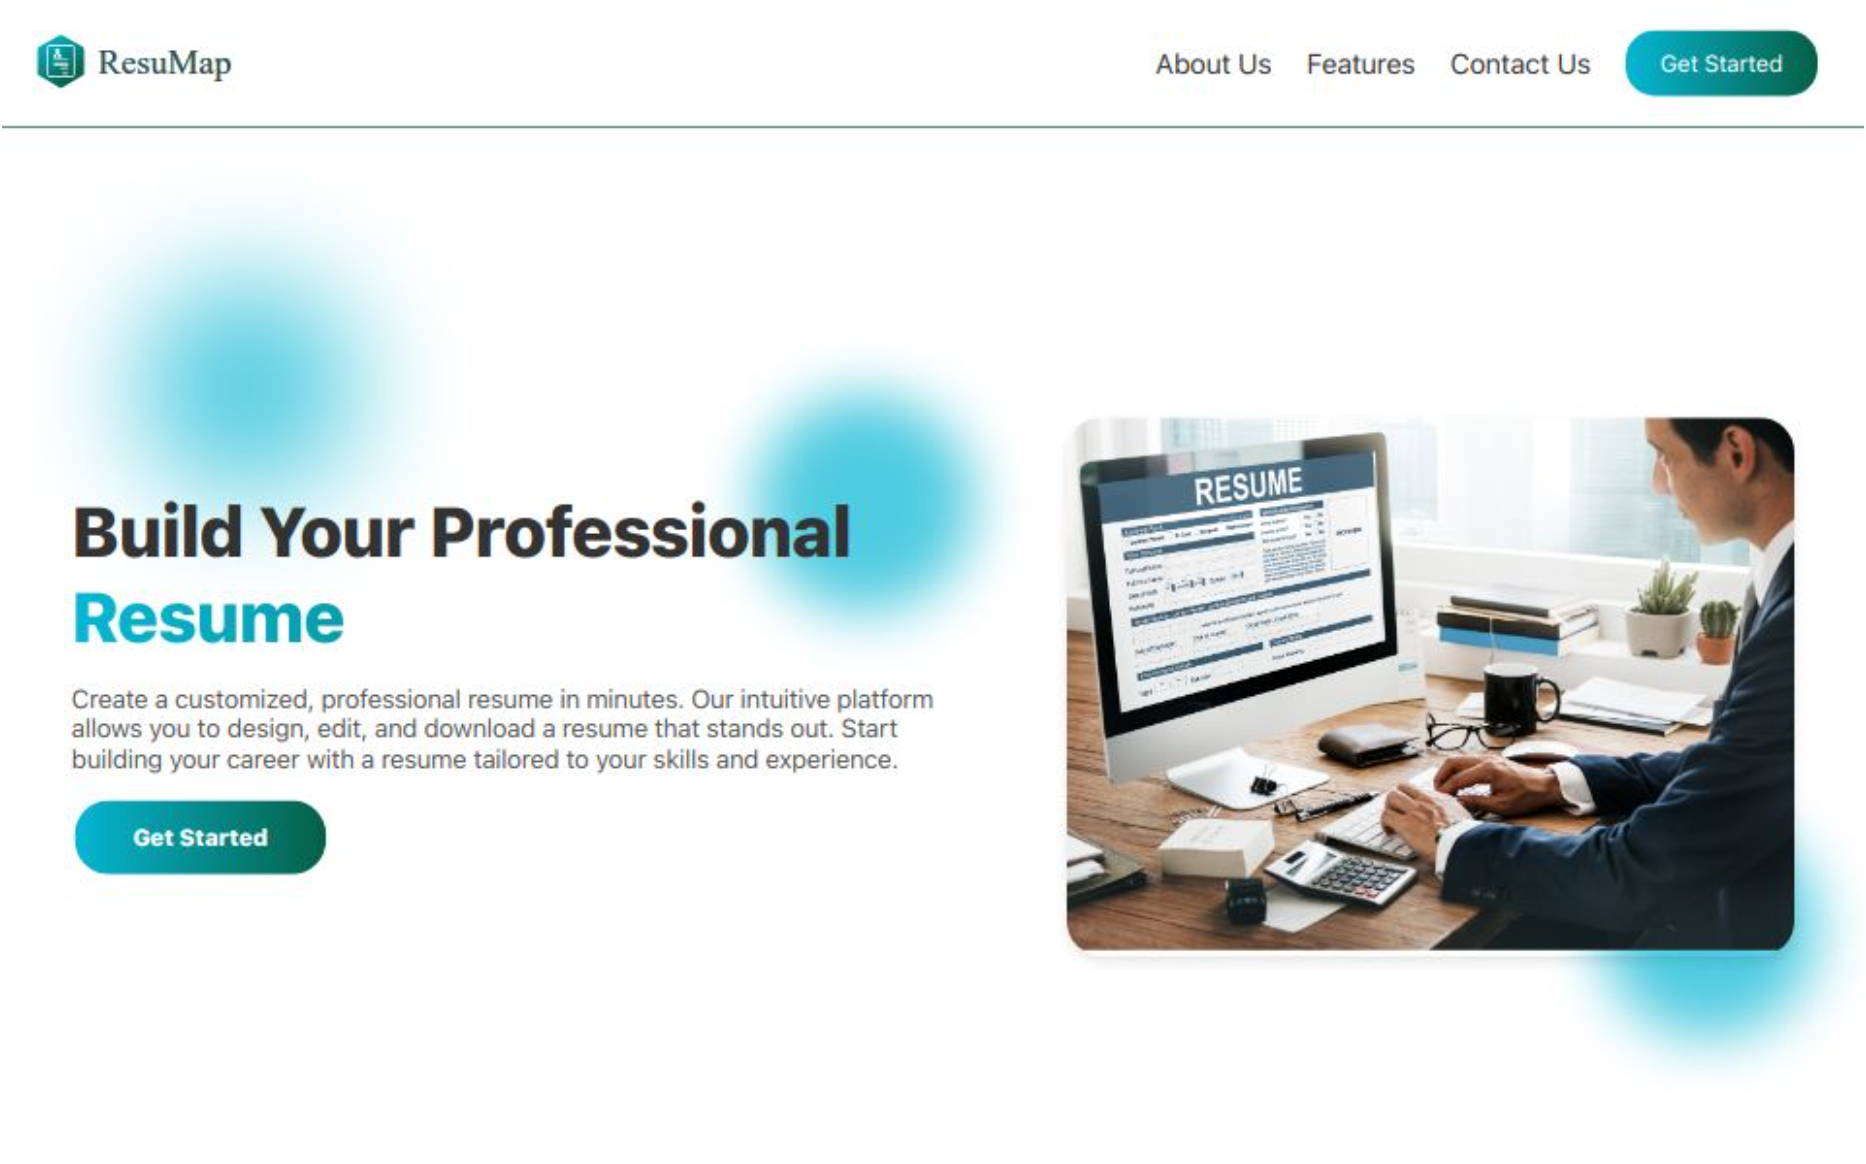 ResuMap
About Us
Features
Contact Us
Get Started
Build Your Professional
Resume
Create a customized, professional resume in minutes. Our intuitive platform
allows you to design, edit, and download a resume that stands out. Start
building your career with a resume tailored to your skills and experience.
Get Started
RESUME